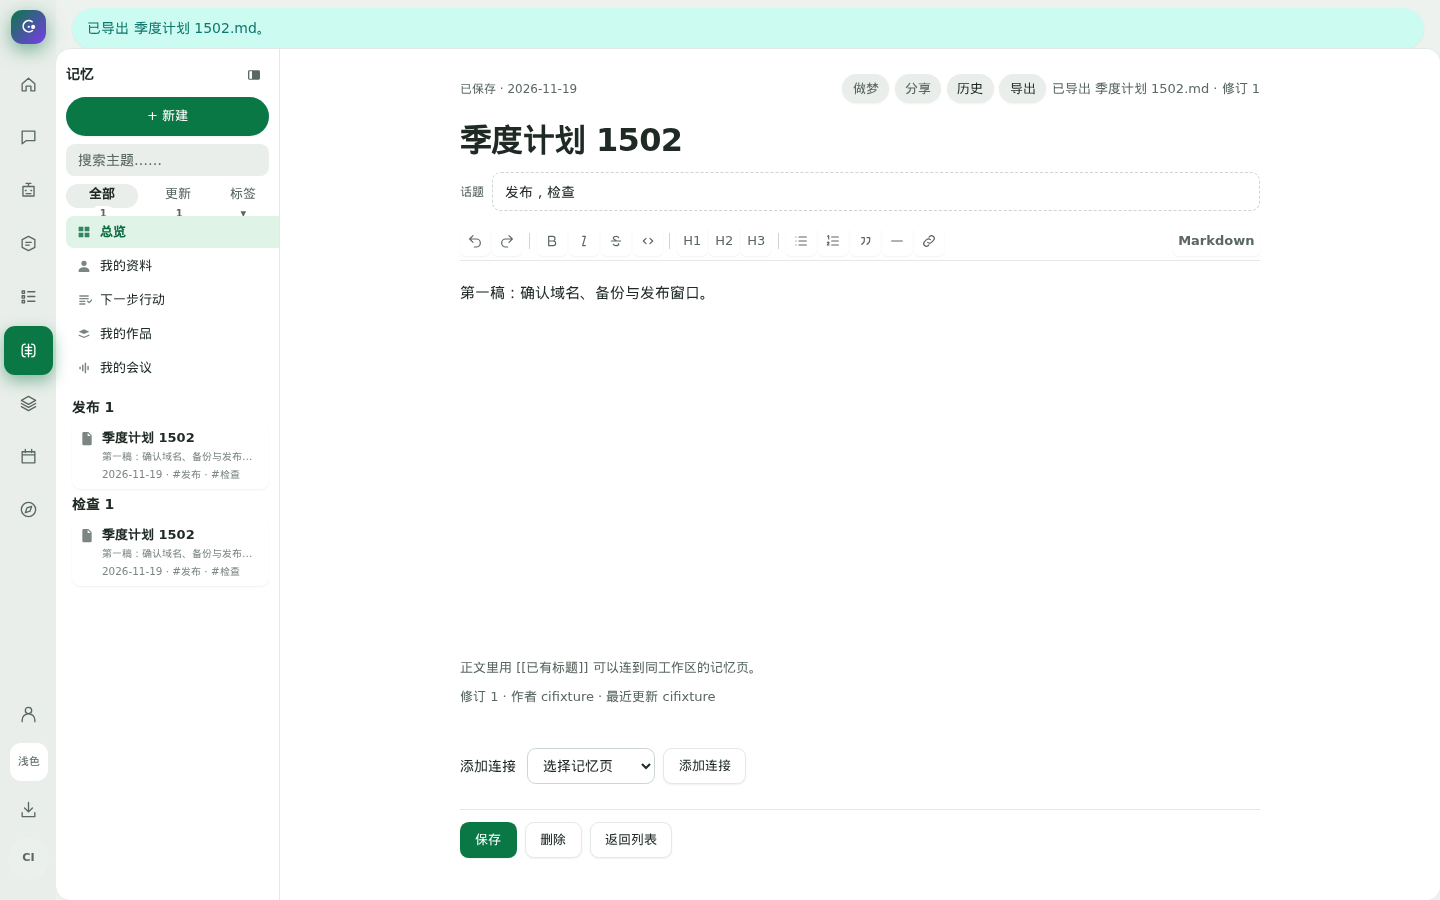 已导出 季度计划 1502.md。
记忆
+ 新建
搜索主题……
全部 1
更新 1
标签 ▾
总览
我的资料
下一步行动
我的作品
我的会议
发布 1
季度计划 1502
第一稿：确认域名、备份与发布…
2026-11-19 · #发布 · #检查
检查 1
季度计划 1502
第一稿：确认域名、备份与发布…
2026-11-19 · #发布 · #检查
浅色
CI
已保存 · 2026-11-19
做梦 分享 历史 导出 已导出 季度计划 1502.md · 修订 1
季度计划 1502
话题 发布，检查
B I S H1 H2 H3 Markdown
第一稿：确认域名、备份与发布窗口。
正文里用 [[已有标题]] 可以连到同工作区的记忆页。
修订 1 · 作者 cifixture · 最近更新 cifixture
添加连接 选择记忆页 添加连接
保存 删除 返回列表